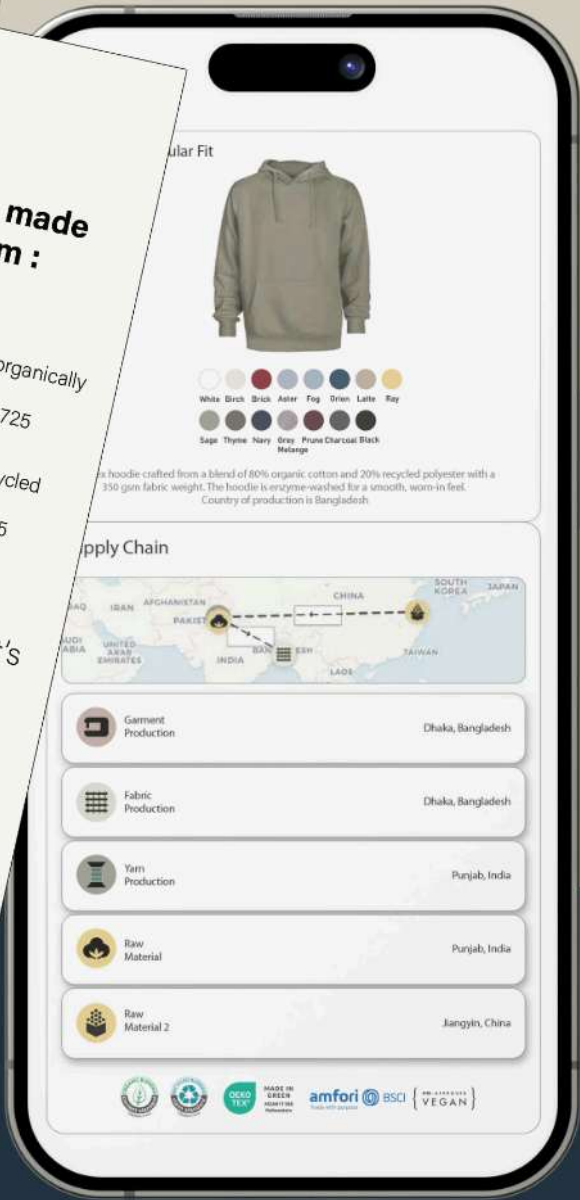 made
m :
organically
725
ycled
5
's
ular Fit
White Birch Brick Aster Fog Orion Latte Ray
Sage Thyme Navy Grey Melange Prune Charcoal Black
x hoodie crafted from a blend of 80% organic cotton and 20% recycled polyester with a
350 gsm fabric weight. The hoodie is enzyme-washed for a smooth, worn-in feel.
Country of production is Bangladesh
pply Chain
AQ IRAN AFGHANISTAN CHINA SOUTH KOREA JAPAN
PAKIST
UDI ABIA UNITED ARAB EMIRATES INDIA BAN ESH LAOS TAIWAN
Garment
Production
Dhaka, Bangladesh
Fabric
Production
Dhaka, Bangladesh
Yarn
Production
Punjab, India
Raw
Material
Punjab, India
Raw
Material 2
Jiangyin, China
OEKO
TEX®
MADE IN
GREEN
amfori BSCI
VEGAN